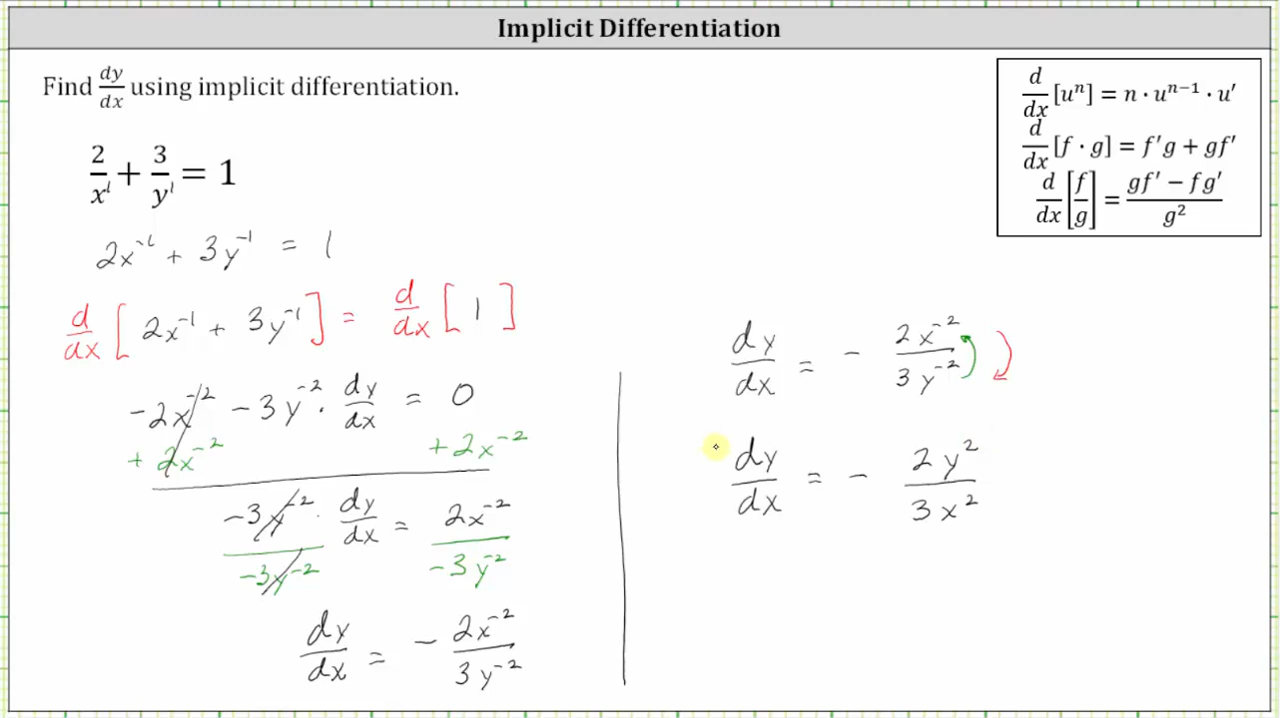 Implicit Differentiation
Find dy/dx using implicit differentiation.
2/x¹ + 3/y¹ = 1
2x⁻¹ + 3y⁻¹ = 1
d/dx [2x⁻¹ + 3y⁻¹] = d/dx [1]
-2x⁻² - 3y⁻² · dy/dx = 0
+ 2x⁻² + 2x⁻²
-3y⁻² · dy/dx = 2x⁻²
-3y⁻² -3y⁻²
dy/dx = - 2x⁻²/3y⁻²
d/dx [uⁿ] = n · uⁿ⁻¹ · u′
d/dx [f · g] = f′g + gf′
d/dx [f/g] = (gf′ − fg′)/g²
dy/dx = - 2x⁻²/3y⁻²
dy/dx = - 2y²/3x²